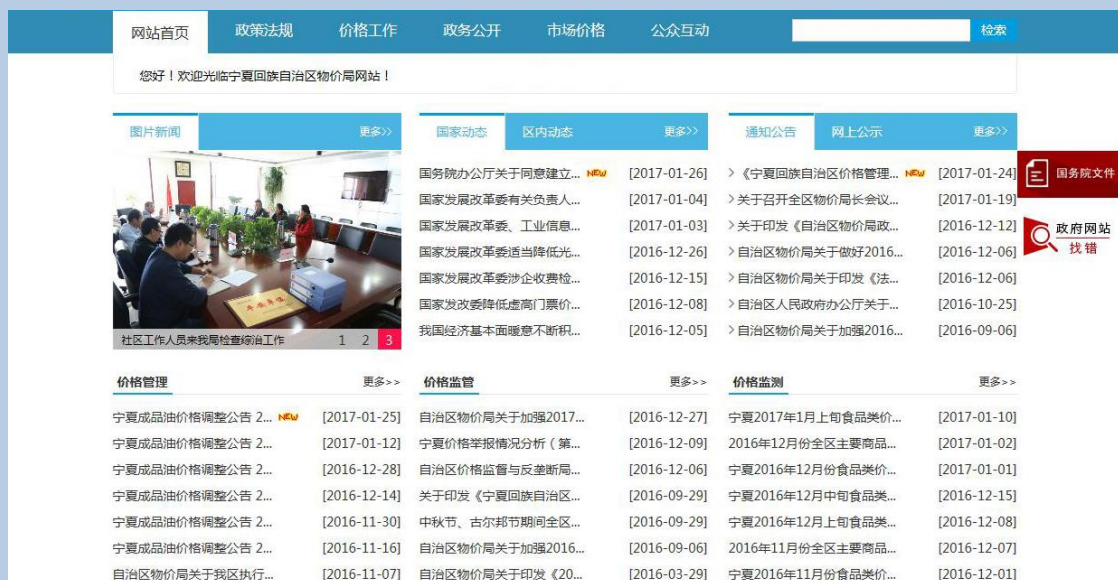 网站首页 政策法规 价格工作 政务公开 市场价格 公众互动 检索
您好！欢迎光临宁夏回族自治区物价局网站！
图片新闻 更多>>
社区工作人员来我局检查综治工作 1 2 3
国家动态 区内动态 更多>>
国务院办公厅关于同意建立... NEW [2017-01-26]
国家发展改革委有关负责人... [2017-01-04]
国家发展改革委、工业信息... [2017-01-03]
国家发展改革委适当降低光... [2016-12-26]
国家发展改革委涉企收费检... [2016-12-15]
国家发改委降低虚高门票价... [2016-12-08]
我国经济基本面暖意不断积... [2016-12-05]
通知公告 网上公示 更多>>
>《宁夏回族自治区价格管理... NEW [2017-01-24]
>关于召开全区物价局长会议... [2017-01-19]
>关于印发《自治区物价局政... [2016-12-12]
>自治区物价局关于做好2016... [2016-12-06]
>自治区物价局关于印发《法... [2016-12-06]
>自治区人民政府办公厅关于... [2016-10-25]
>自治区物价局关于加强2016... [2016-09-06]
国务院文件
政府网站
找错
价格管理 更多>>
宁夏成品油价格调整公告 2... NEW [2017-01-25]
宁夏成品油价格调整公告 2... [2017-01-12]
宁夏成品油价格调整公告 2... [2016-12-28]
宁夏成品油价格调整公告 2... [2016-12-14]
宁夏成品油价格调整公告 2... [2016-11-30]
宁夏成品油价格调整公告 2... [2016-11-16]
自治区物价局关于我区执行... [2016-11-07]
价格监管 更多>>
自治区物价局关于加强2017... [2016-12-27]
宁夏价格举报情况分析（第... [2016-12-09]
自治区价格监督与反垄断局... [2016-12-06]
关于印发《宁夏回族自治区... [2016-09-29]
中秋节、古尔邦节期间全区... [2016-09-29]
自治区物价局关于加强2016... [2016-09-06]
自治区物价局关于印发《20... [2016-03-29]
价格监测 更多>>
宁夏2017年1月上旬食品类价... [2017-01-10]
2016年12月份全区主要商品... [2017-01-02]
宁夏2016年12月份食品类价... [2017-01-01]
宁夏2016年12月中旬食品类... [2016-12-15]
宁夏2016年12月上旬食品类... [2016-12-08]
2016年11月份全区主要商品... [2016-12-07]
宁夏2016年11月份食品类价... [2016-12-01]